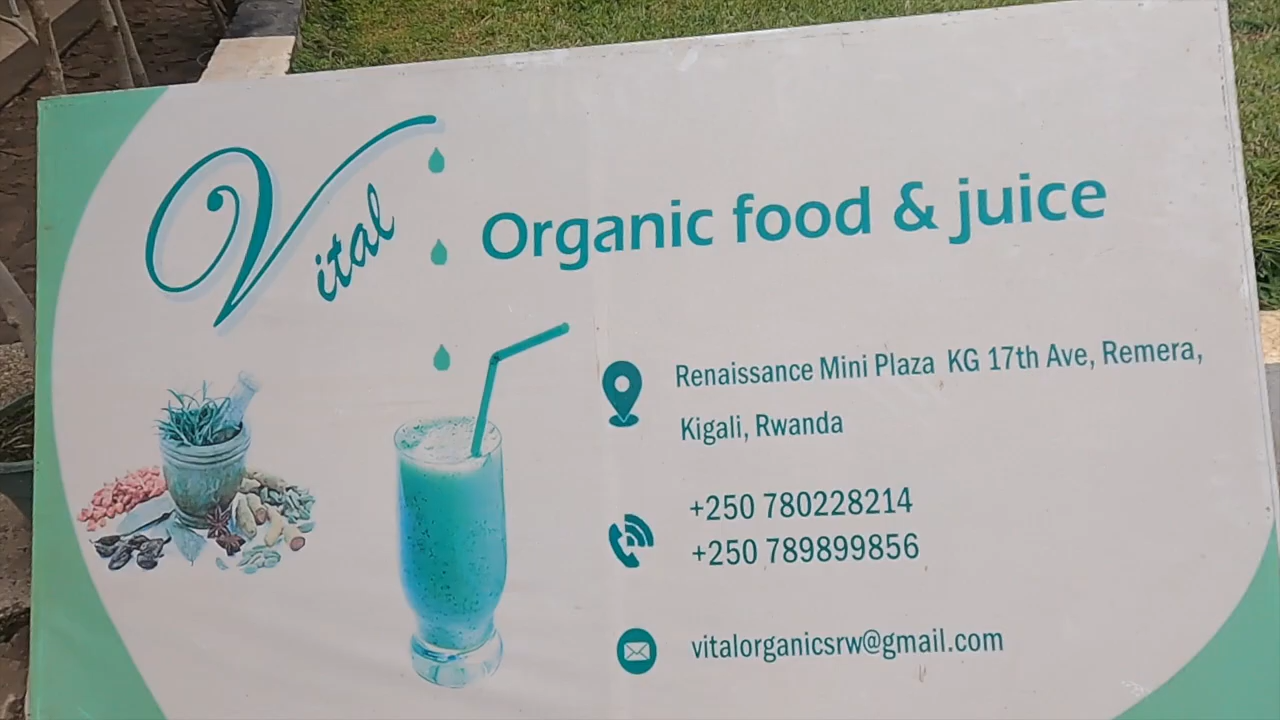 Vital
Organic food & juice
Renaissance Mini Plaza KG 17th Ave, Remera,
Kigali, Rwanda
+250 780228214
+250 789899856
vitalorganicsrw@gmail.com